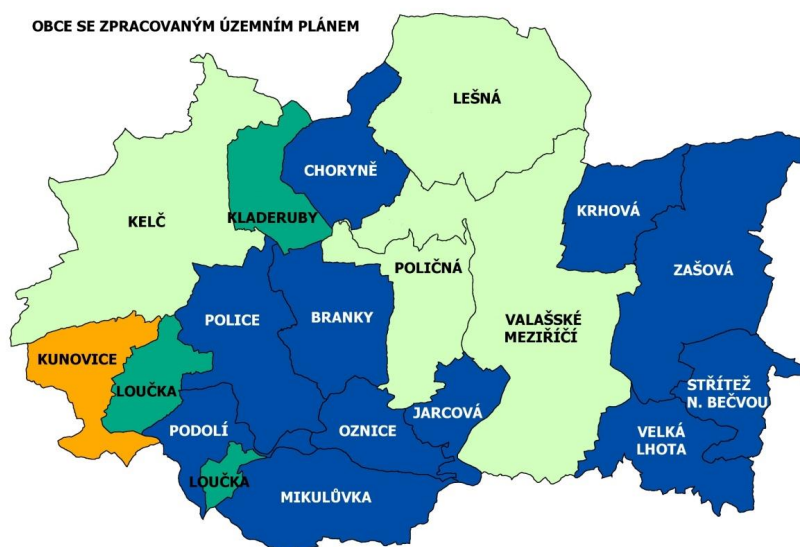 OBCE SE ZPRACOVANÝM ÚZEMNÍM PLÁNEM
LEŠNÁ
CHORYNĚ
KELČ
KLADERUBY
KRHOVÁ
POLIČNÁ
ZAŠOVÁ
POLICE
BRANKY
VALAŠSKÉ
MEZIŘÍČÍ
KUNOVICE
LOUČKA
STŘÍTEŽ
N. BEČVOU
JARCOVÁ
PODOLÍ
OZNICE
VELKÁ
LHOTA
LOUČKA
MIKULŮVKA